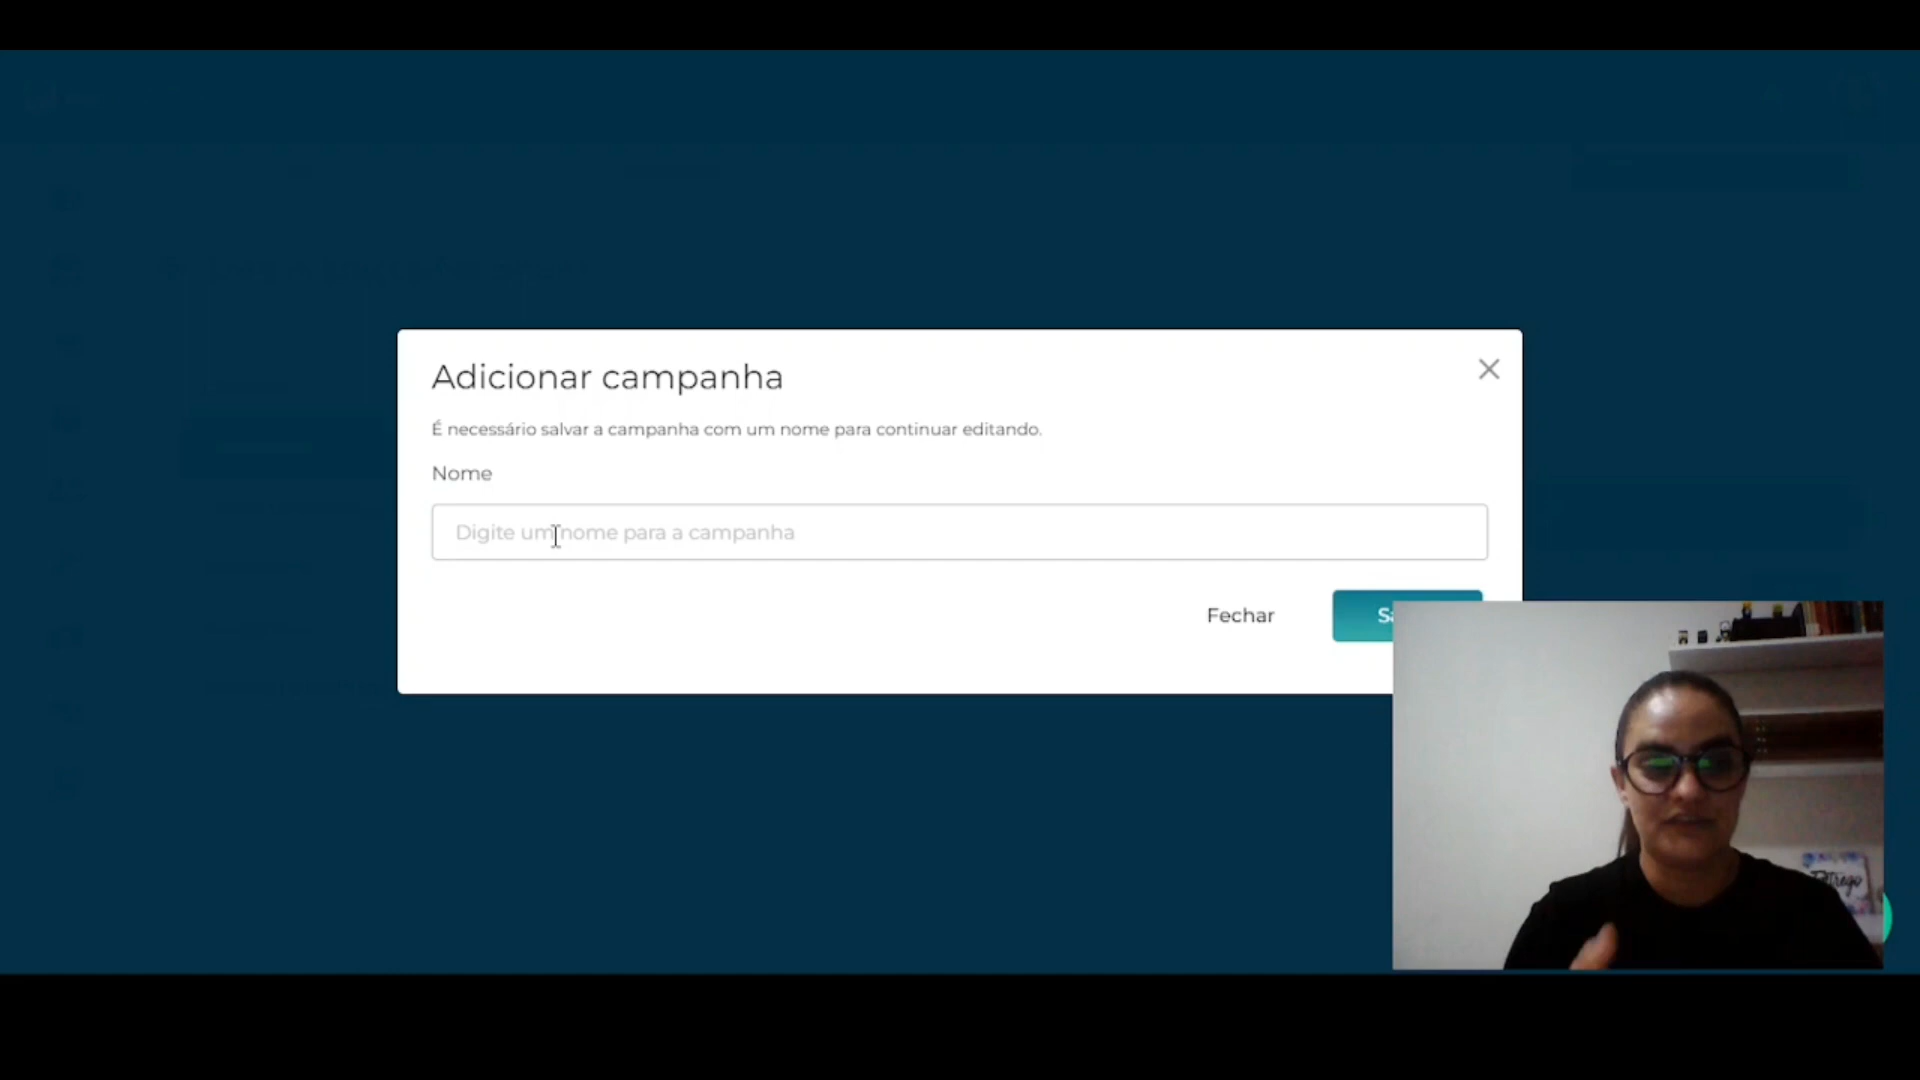 Adicionar campanha
É necessário salvar a campanha com um nome para continuar editando.
Nome
Digite um nome para a campanha
Fechar